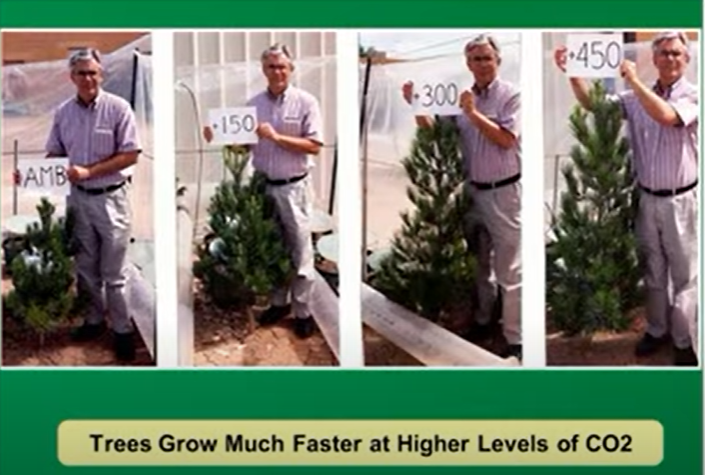 AMB
+150
+300
+450
Trees Grow Much Faster at Higher Levels of CO2